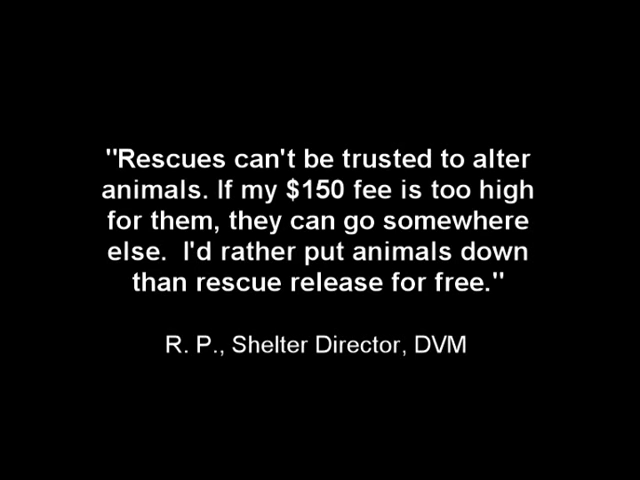 "Rescues can't be trusted to alter
animals. If my $150 fee is too high
for them, they can go somewhere
else.  I'd rather put animals down
than rescue release for free."
R. P., Shelter Director, DVM